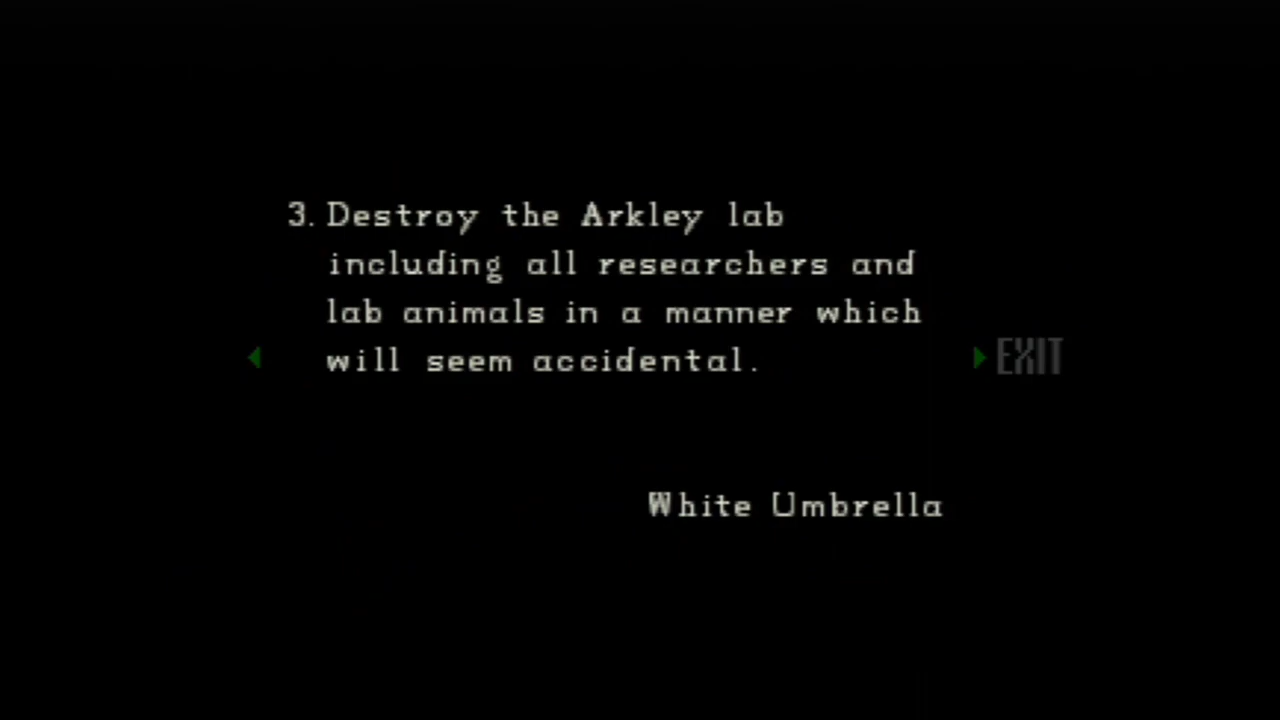 3. Destroy the Arkley lab
including all researchers and
lab animals in a manner which
will seem accidental.
EXIT
White Umbrella